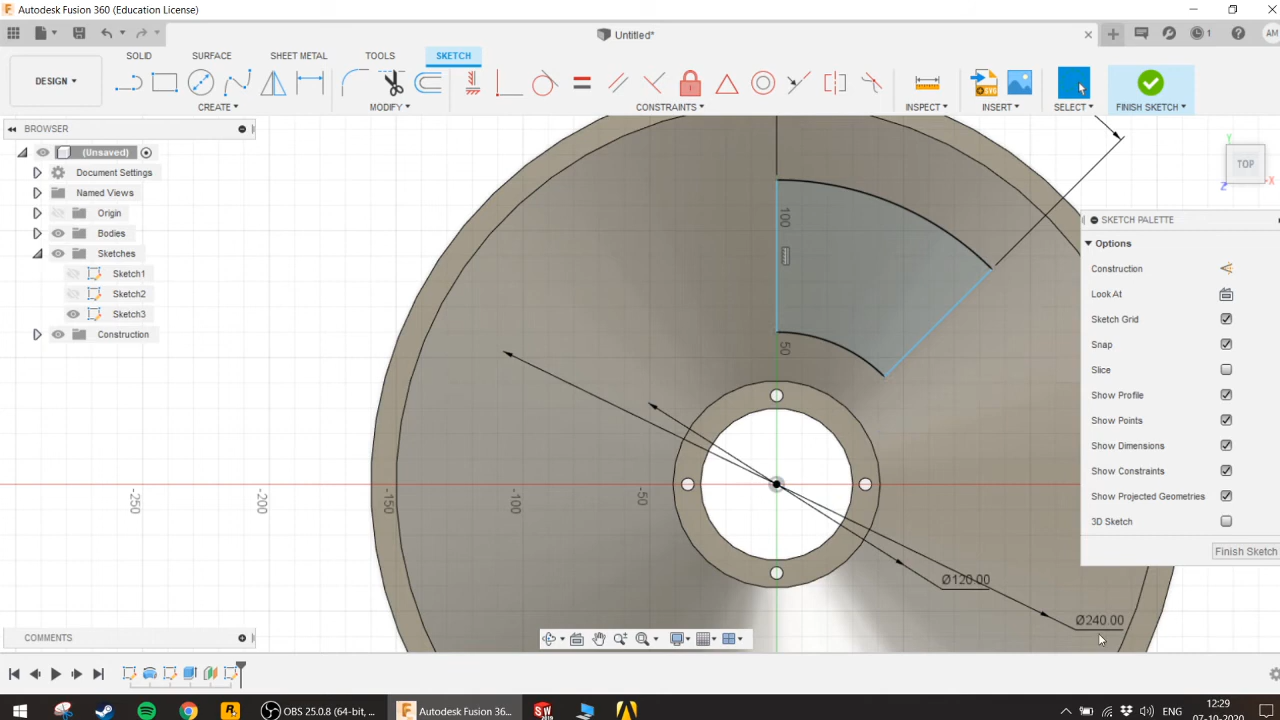 Autodesk Fusion 360 (Education License)
Untitled*
1
AM
DESIGN
SOLID
SURFACE
SHEET METAL
TOOLS
SKETCH
CREATE
MODIFY
CONSTRAINTS
INSPECT
INSERT
SELECT
FINISH SKETCH
BROWSER
(Unsaved)
Document Settings
Named Views
Origin
Bodies
Sketches
Sketch1
Sketch2
Sketch3
Construction
Y
TOP
Z
X
SKETCH PALETTE
Options
Construction
Look At
Sketch Grid
Snap
Slice
Show Profile
Show Points
Show Dimensions
Show Constraints
Show Projected Geometries
3D Sketch
Finish Sketch
100
50
-250
-200
-150
-100
-50
Ø120.00
Ø240.00
COMMENTS
OBS 25.0.8 (64-bit, ...
Autodesk Fusion 36...
ENG
12:29
07-10-2020